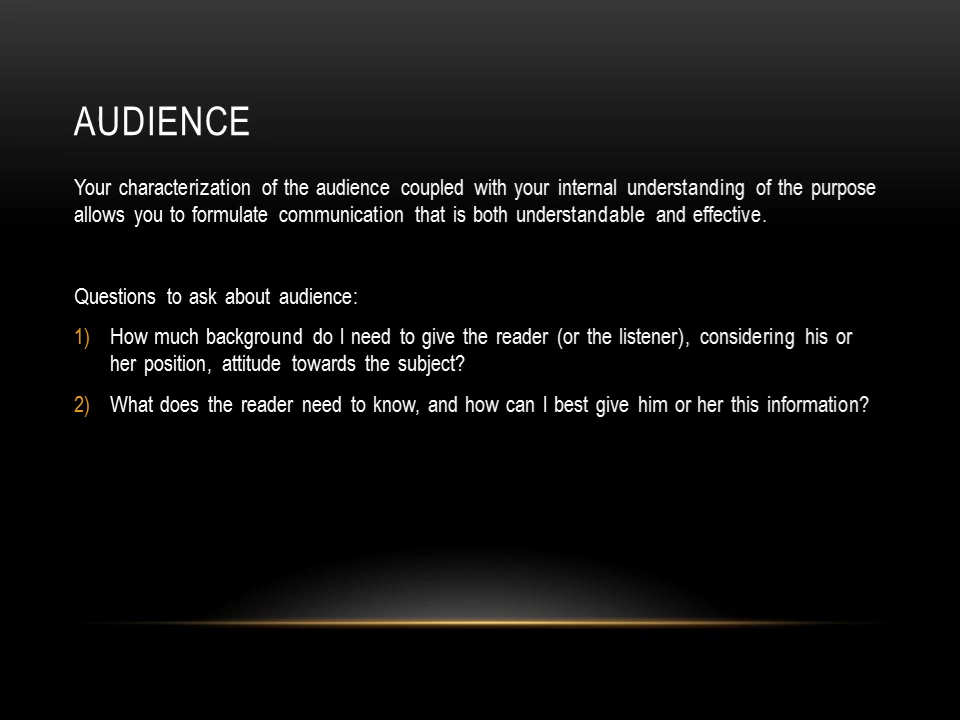 AUDIENCE
Your characterization of the audience coupled with your internal understanding of the purpose
allows you to formulate communication that is both understandable and effective.
Questions to ask about audience:
1) How much background do I need to give the reader (or the listener), considering his or
her position, attitude towards the subject?
2) What does the reader need to know, and how can I best give him or her this information?